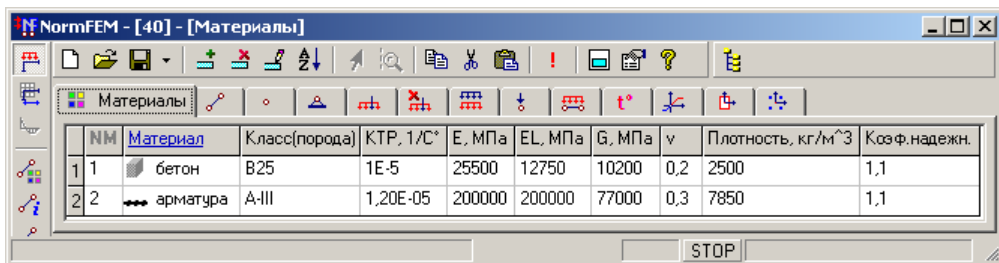 NormFEM - [40] - [Материалы]
Материалы t°
NM Материал Класс(порода) КТР, 1/С° E, МПа EL, МПа G, МПа v Плотность, кг/м^3 Коэф.надежн.
1 1 бетон B25 1E-5 25500 12750 10200 0,2 2500 1,1
2 2 арматура A-III 1,20E-05 200000 200000 77000 0,3 7850 1,1
STOP